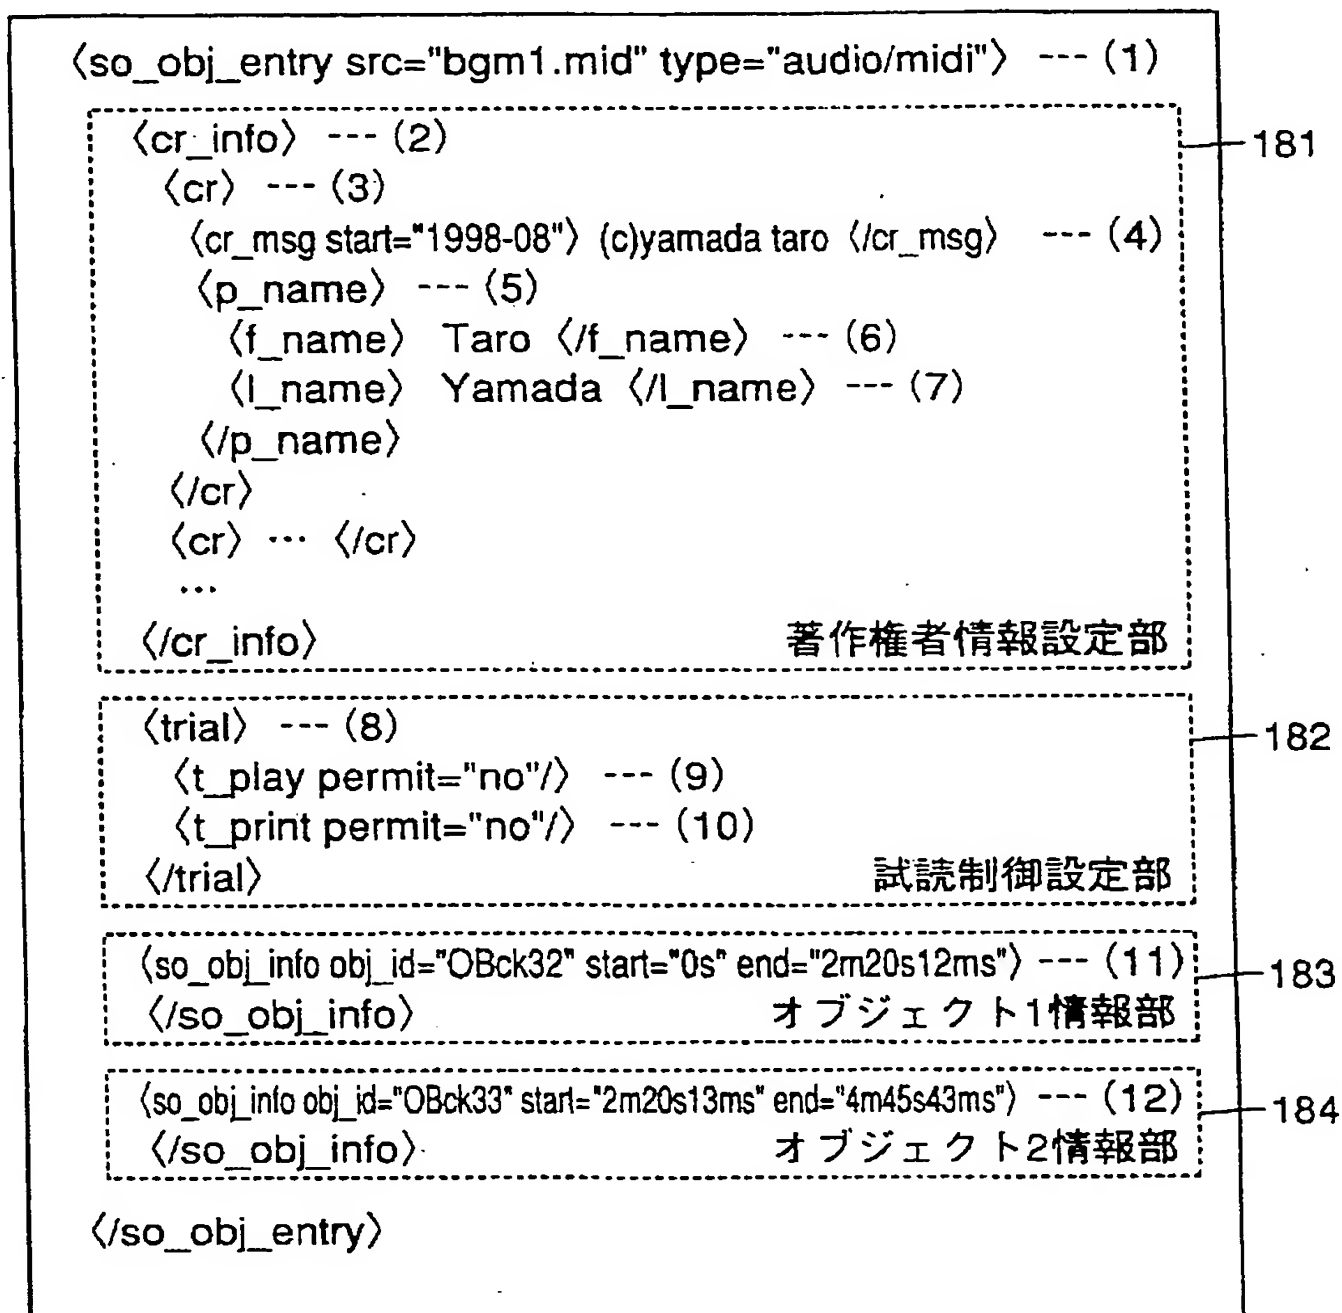 〈so_obj_entry src="bgm1.mid" type="audio/midi"〉 --- (1)
〈cr_info〉 --- (2)
181
〈cr〉 --- (3)
〈cr_msg start="1998-08"〉 (c)yamada taro 〈/cr_msg〉 --- (4)
〈p_name〉 --- (5)
〈f_name〉 Taro 〈/f_name〉 --- (6)
〈l_name〉 Yamada 〈/l_name〉 --- (7)
〈/p_name〉
〈/cr〉
〈cr〉 … 〈/cr〉
…
〈/cr_info〉 著作権者情報設定部
〈trial〉 --- (8)
182
〈t_play permit="no"/〉 --- (9)
〈t_print permit="no"/〉 --- (10)
〈/trial〉 試読制御設定部
〈so_obj_info obj_id="OBck32" start="0s" end="2m20s12ms"〉 --- (11)
183
〈/so_obj_info〉 オブジェクト1情報部
〈so_obj_info obj_id="OBck33" start="2m20s13ms" end="4m45s43ms"〉 --- (12)
184
〈/so_obj_info〉 オブジェクト2情報部
〈/so_obj_entry〉